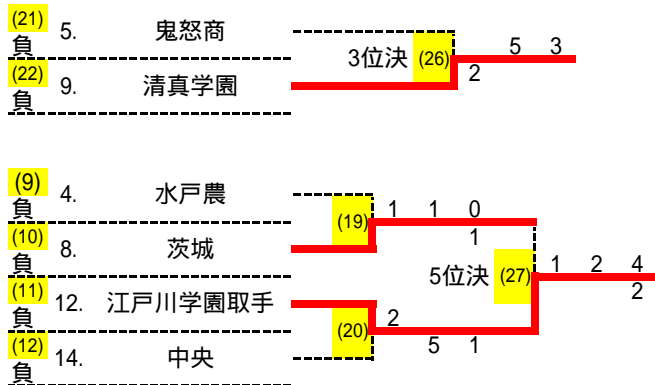 (21)
負 5. 鬼怒商
3位決 (26) 5 3
2
(22)
負 9. 清真学園
(9)
負 4. 水戸農
(19) 1 1 0
1
(10)
負 8. 茨城
5位決 (27) 1 2 4
2
(11)
負 12. 江戸川学園取手
(20) 2
5 1
(12)
負 14. 中央